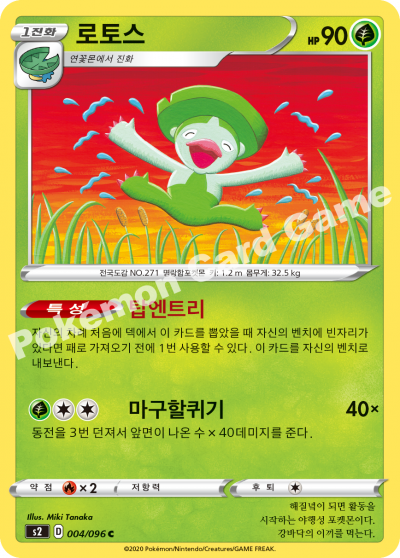 1진화
로토스
HP 90
연꽃몬에서 진화
전국도감 NO.271 명랑함포켓몬 키: 1.2 m 몸무게: 32.5 kg
특성 텁엔트리
자신의 차례 처음에 덱에서 이 카드를 뽑았을 때 자신의 벤치에 빈자리가
있다면 패로 가져오기 전에 1번 사용할 수 있다. 이 카드를 자신의 벤치로
내보낸다.
마구할퀴기 40×
동전을 3번 던져서 앞면이 나온 수 × 40데미지를 준다.
약점 × 2 저항력 후퇴
Illus. Miki Tanaka
s2 D 004/096 C
해질녘이 되면 활동을
시작하는 야행성 포켓몬이다.
강바닥의 이끼를 먹는다.
©2020 Pokémon/Nintendo/Creatures/GAME FREAK.
Pokémon Card Game